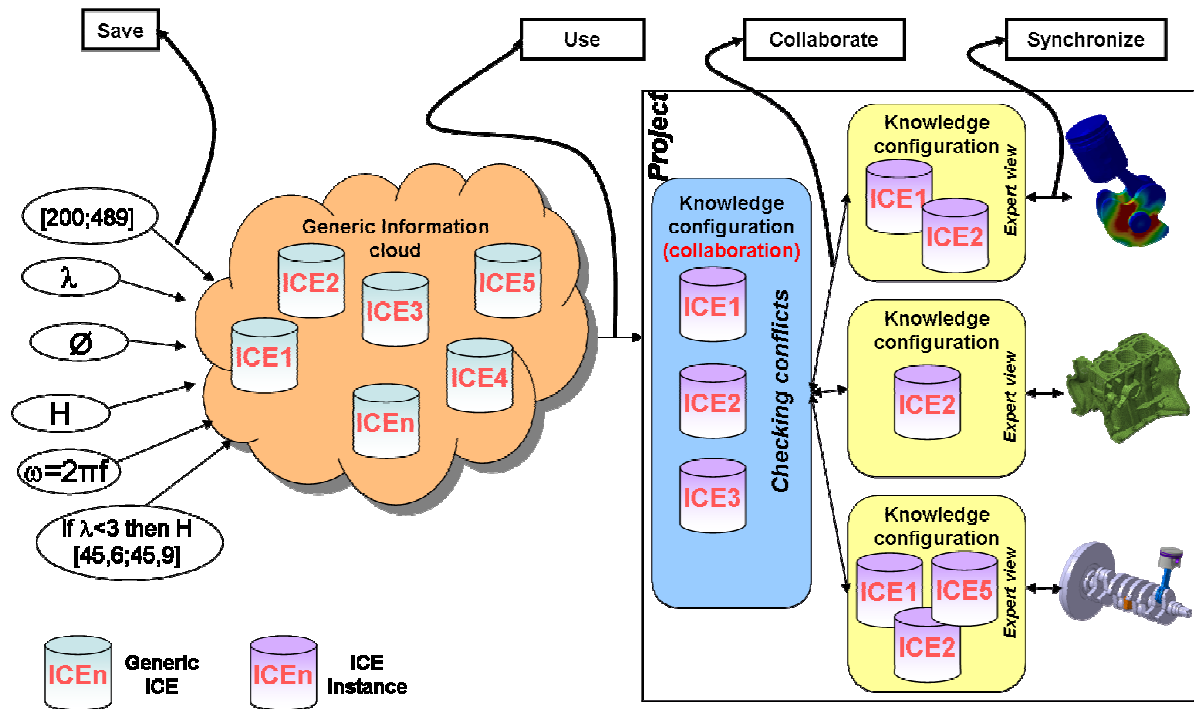 Save
Use
Collaborate
Synchronize
[200;489]
λ
Ø
H
ω=2πf
If λ<3 then H
[45,6;45,9]
Generic Information
cloud
ICE2
ICE3
ICE5
ICE1
ICE4
ICEn
Project
Knowledge
configuration
(collaboration)
ICE1
ICE2
ICE3
Checking conflicts
Knowledge
configuration
ICE1
ICE2
Expert view
Knowledge
configuration
ICE2
Expert view
Knowledge
configuration
ICE1
ICE5
ICE2
Expert view
ICEn
Generic
ICE
ICEn
ICE
Instance